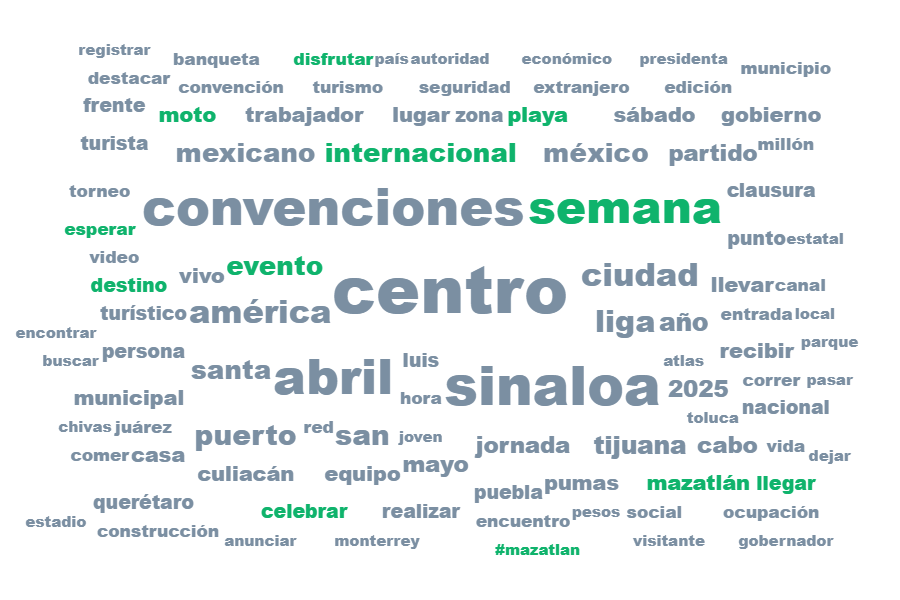 registrar banqueta disfrutar país autoridad económico presidenta municipio
destacar convención turismo seguridad extranjero edición
frente moto trabajador lugar zona playa sábado gobierno
turista mexicano internacional méxico partido millón
torneo convenciones semana clausura
esperar punto estatal
video vivo evento centro ciudad llevar canal
destino turístico américa liga año entrada local
encontrar buscar persona atlas recibir parque
santa abril luis sinaloa 2025 correr pasar
municipal hora toluca nacional
chivas juárez puerto red san joven jornada tijuana cabo vida dejar
comer casa culiacán equipo mayo puebla pumas mazatlán llegar
estadio querétaro celebrar realizar encuentro pesos social ocupación
construcción anunciar monterrey #mazatlan visitante gobernador